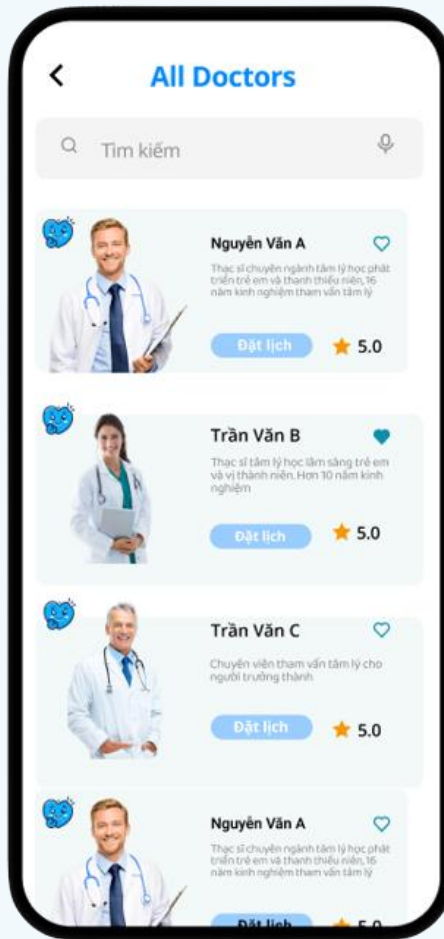 All Doctors
Tìm kiếm
Nguyễn Văn A
Thạc sĩ chuyên ngành tâm lý học phát
triển trẻ em và thanh thiếu niên, 16
năm kinh nghiệm tham vấn tâm lý
Đặt lịch
5.0
Trần Văn B
Thạc sĩ tâm lý học lâm sàng trẻ em
và vị thành niên. Hơn 10 năm kinh
nghiệm
Đặt lịch
5.0
Trần Văn C
Chuyên viên tham vấn tâm lý cho
người trưởng thành
Đặt lịch
5.0
Nguyễn Văn A
Thạc sĩ chuyên ngành tâm lý học phát
triển trẻ em và thanh thiếu niên, 16
năm kinh nghiệm tham vấn tâm lý
Đặt lịch
5.0